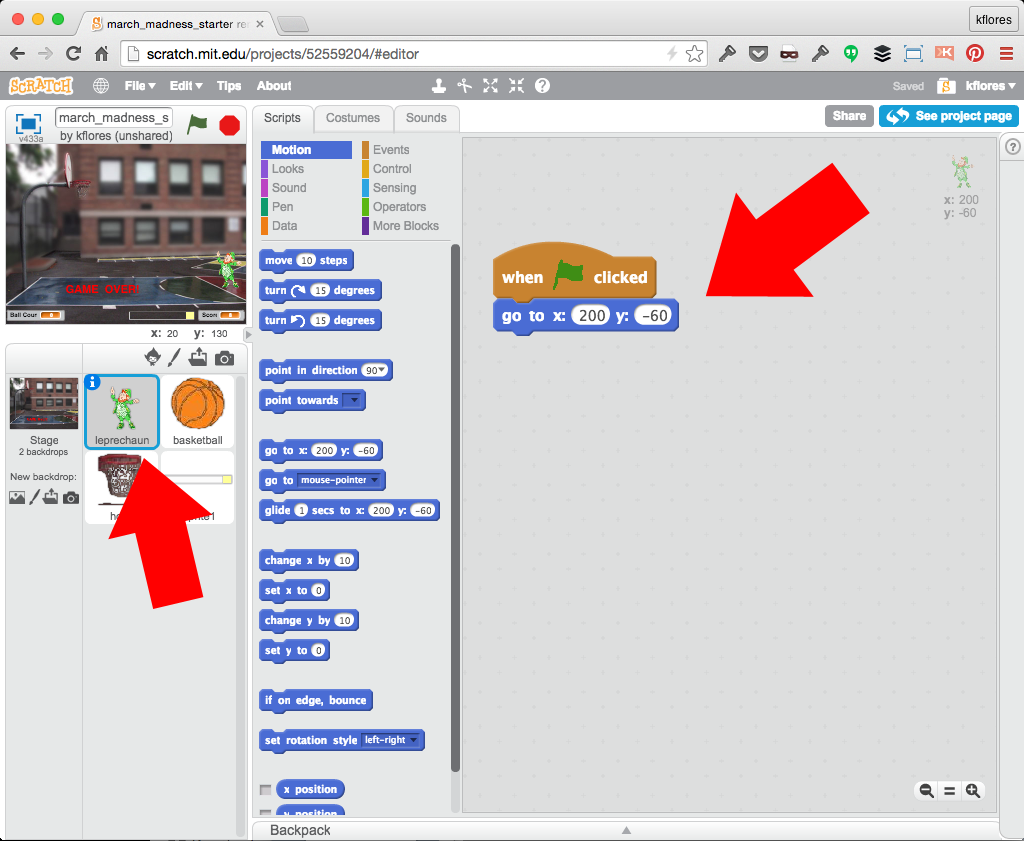 march_madness_starter re
kflores
scratch.mit.edu/projects/52559204/#editor
SCRATCH
File
Edit
Tips
About
Saved
kflores
v433a
march_madness_s
by kflores (unshared)
Scripts
Costumes
Sounds
Share
See project page
Motion
Events
Looks
Control
Sound
Sensing
Pen
Operators
Data
More Blocks
x: 200
y: -60
GAME OVER!
Ball Coun
Score
x: 20 y: 130
move 10 steps
turn 15 degrees
turn 15 degrees
point in direction 90
point towards
go to x: 200 y: -60
go to mouse-pointer
glide 1 secs to x: 200 y: -60
change x by 10
set x to 0
change y by 10
set y to 0
if on edge, bounce
set rotation style left-right
x position
y position
when clicked
go to x: 200 y: -60
Stage
2 backdrops
New backdrop:
leprechaun
basketball
Backpack